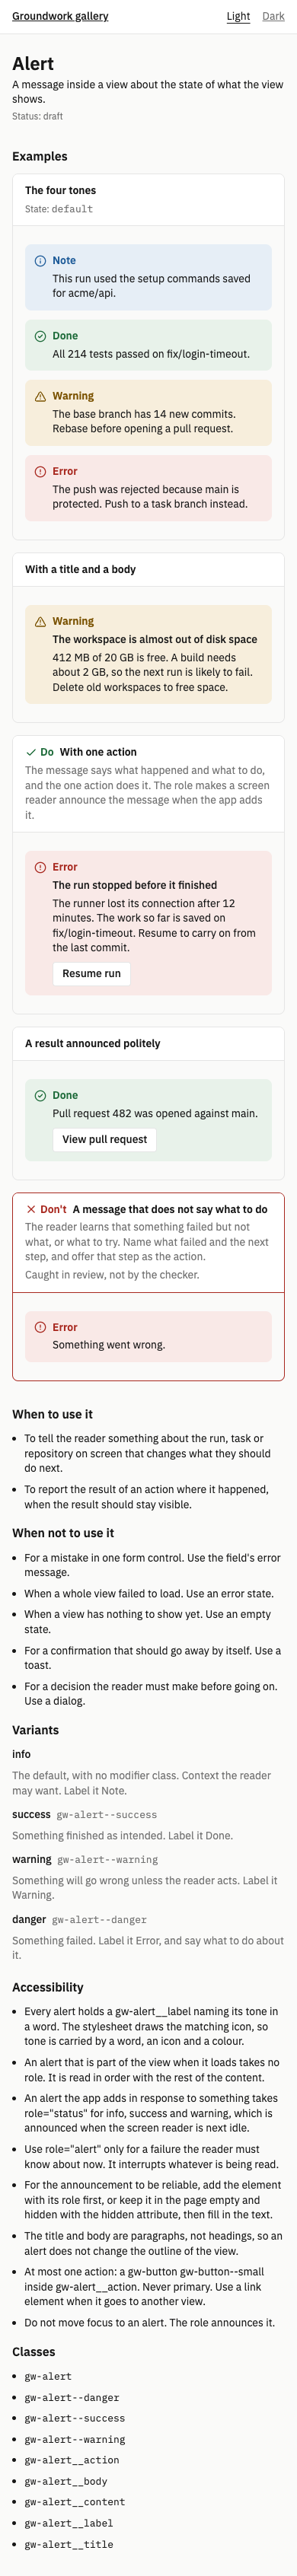 Groundwork gallery Light Dark
Alert
A message inside a view about the state of what the view
shows.
Status: draft
Examples
The four tones
State: default
Note
This run used the setup commands saved
for acme/api.
Done
All 214 tests passed on fix/login-timeout.
Warning
The base branch has 14 new commits.
Rebase before opening a pull request.
Error
The push was rejected because main is
protected. Push to a task branch instead.
With a title and a body
Warning
The workspace is almost out of disk space
412 MB of 20 GB is free. A build needs
about 2 GB, so the next run is likely to fail.
Delete old workspaces to free space.
Do With one action
The message says what happened and what to do,
and the one action does it. The role makes a screen
reader announce the message when the app adds
it.
Error
The run stopped before it finished
The runner lost its connection after 12
minutes. The work so far is saved on
fix/login-timeout. Resume to carry on from
the last commit.
Resume run
A result announced politely
Done
Pull request 482 was opened against main.
View pull request
Don't A message that does not say what to do
The reader learns that something failed but not
what, or what to try. Name what failed and the next
step, and offer that step as the action.
Caught in review, not by the checker.
Error
Something went wrong.
When to use it
To tell the reader something about the run, task or
repository on screen that changes what they should
do next.
To report the result of an action where it happened,
when the result should stay visible.
When not to use it
For a mistake in one form control. Use the field's error
message.
When a whole view failed to load. Use an error state.
When a view has nothing to show yet. Use an empty
state.
For a confirmation that should go away by itself. Use a
toast.
For a decision the reader must make before going on.
Use a dialog.
Variants
info
The default, with no modifier class. Context the reader
may want. Label it Note.
success gw-alert--success
Something finished as intended. Label it Done.
warning gw-alert--warning
Something will go wrong unless the reader acts. Label it
Warning.
danger gw-alert--danger
Something failed. Label it Error, and say what to do about
it.
Accessibility
Every alert holds a gw-alert__label naming its tone in
a word. The stylesheet draws the matching icon, so
tone is carried by a word, an icon and a colour.
An alert that is part of the view when it loads takes no
role. It is read in order with the rest of the content.
An alert the app adds in response to something takes
role="status" for info, success and warning, which is
announced when the screen reader is next idle.
Use role="alert" only for a failure the reader must
know about now. It interrupts whatever is being read.
For the announcement to be reliable, add the element
with its role first, or keep it in the page empty and
hidden with the hidden attribute, then fill in the text.
The title and body are paragraphs, not headings, so an
alert does not change the outline of the view.
At most one action: a gw-button gw-button--small
inside gw-alert__action. Never primary. Use a link
element when it goes to another view.
Do not move focus to an alert. The role announces it.
Classes
gw-alert
gw-alert--danger
gw-alert--success
gw-alert--warning
gw-alert__action
gw-alert__body
gw-alert__content
gw-alert__label
gw-alert__title